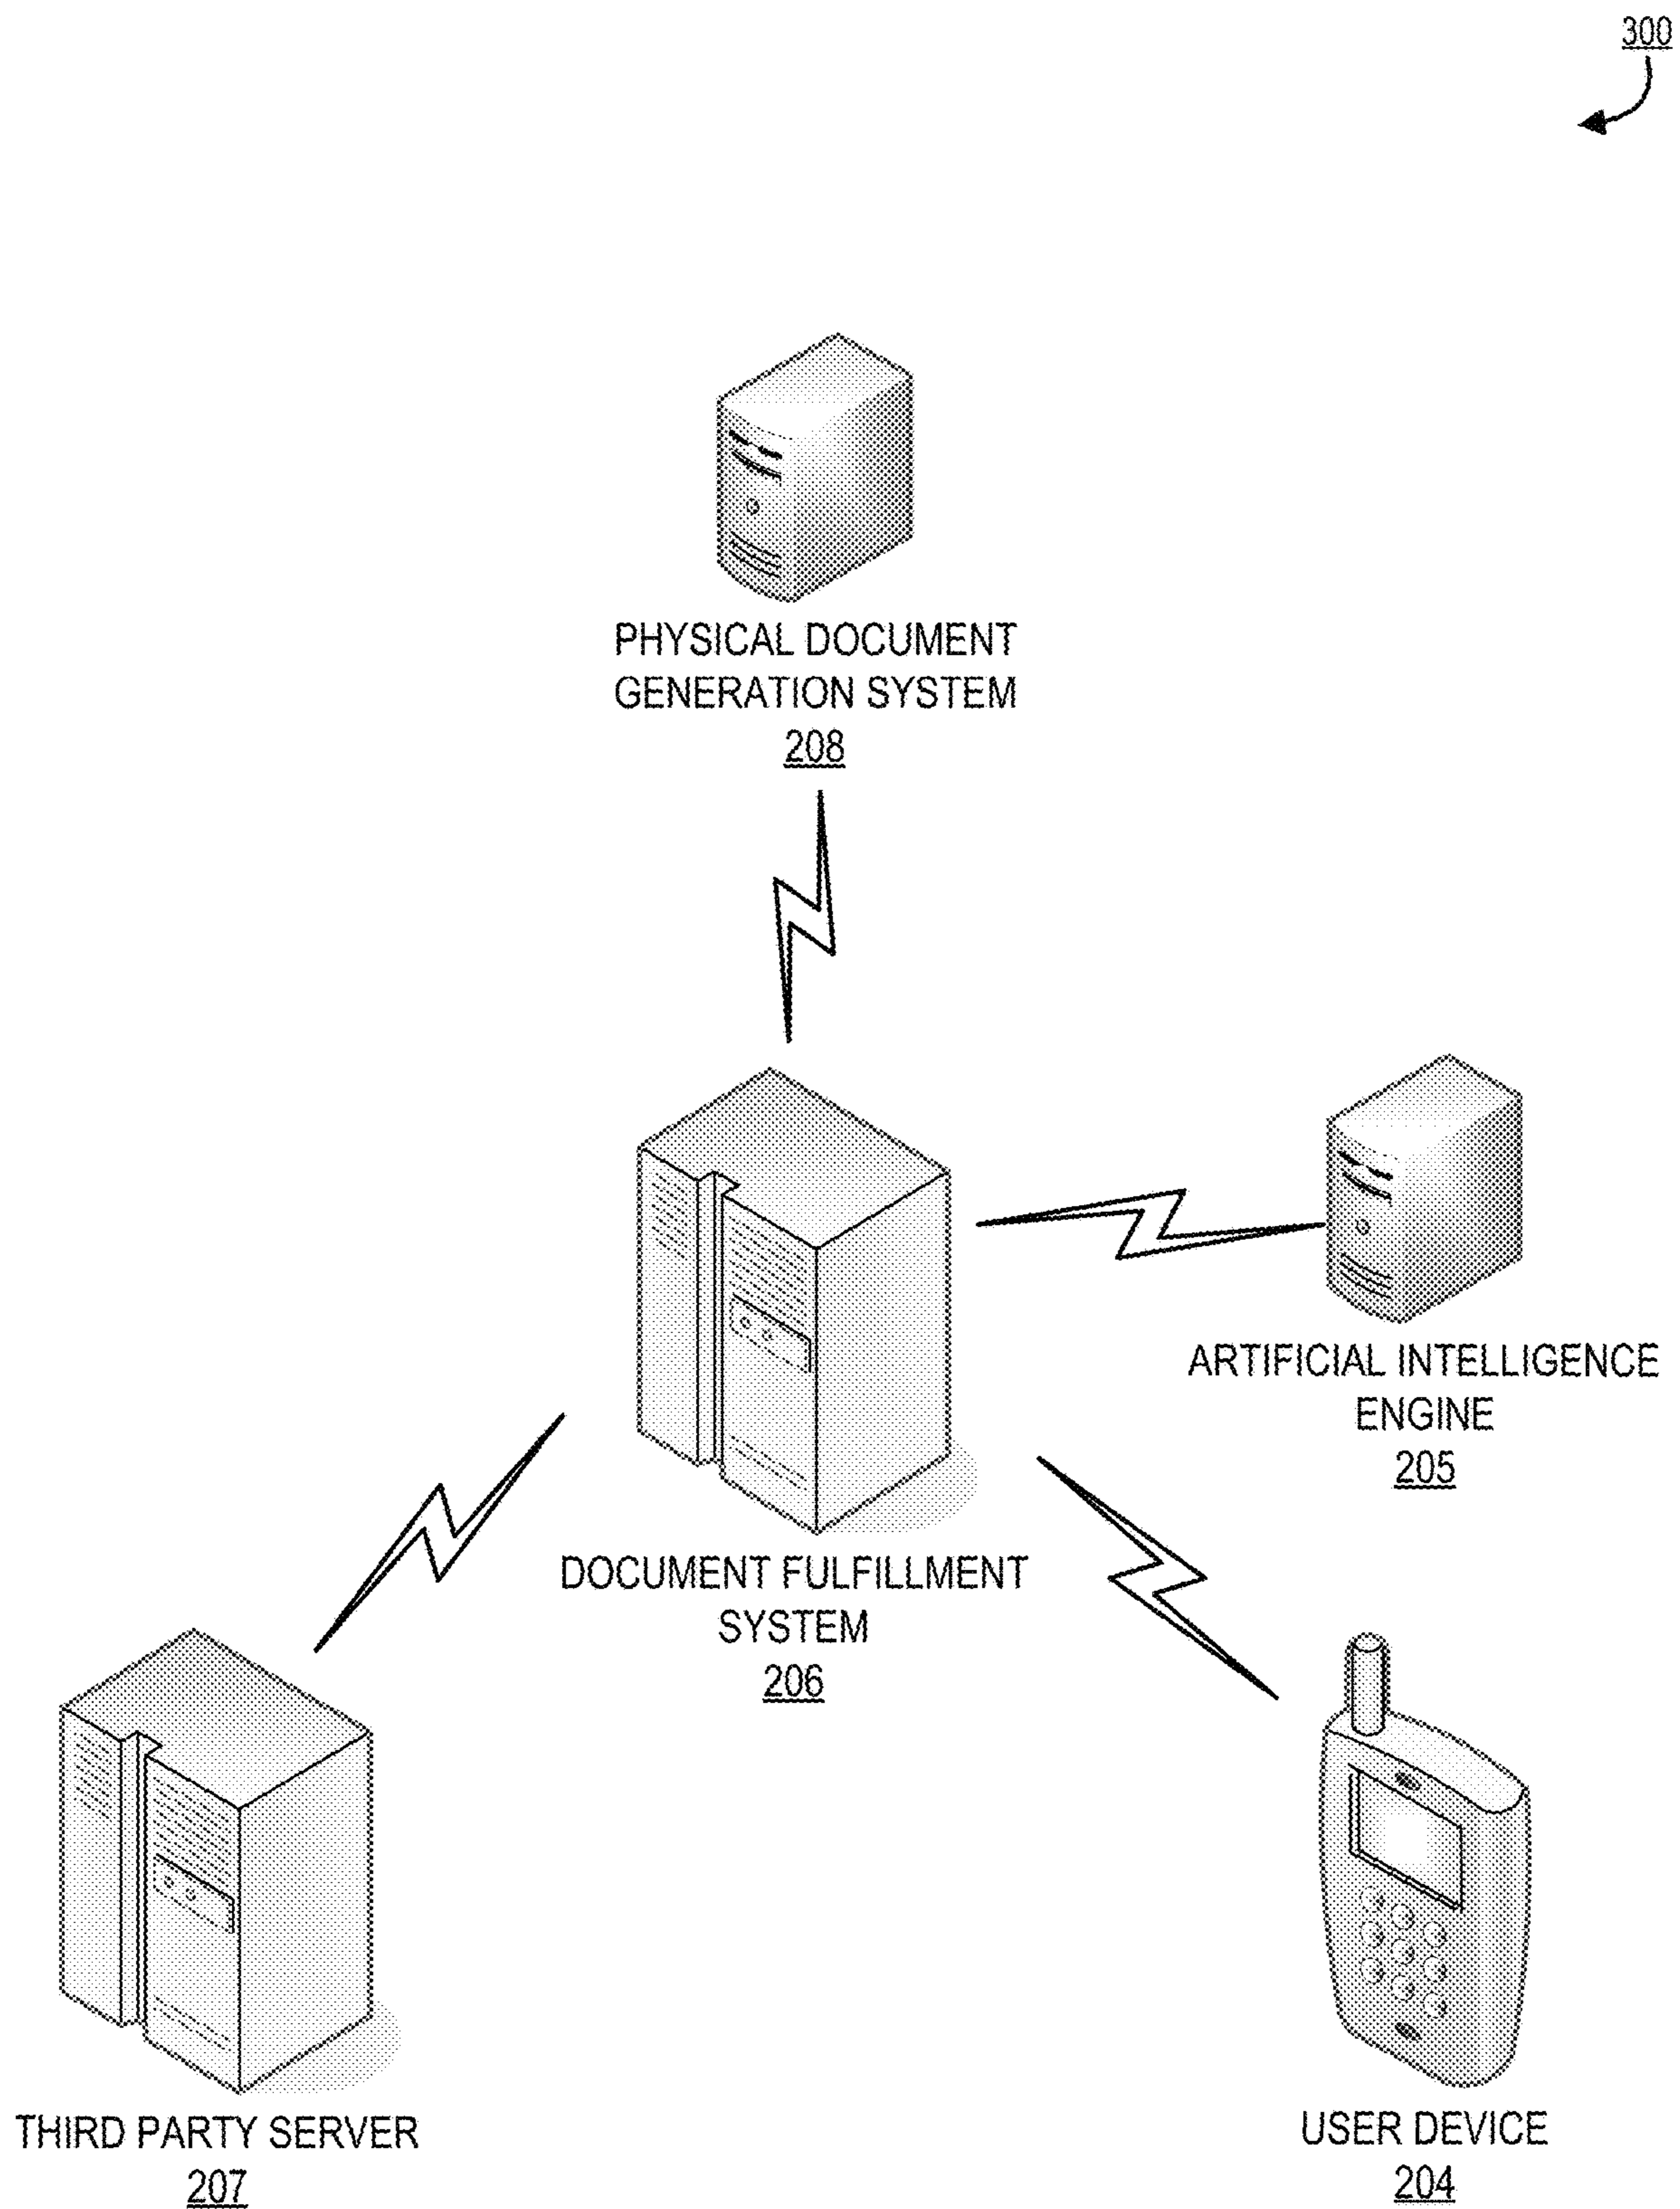 300
PHYSICAL DOCUMENT
GENERATION SYSTEM
208
ARTIFICIAL INTELLIGENCE
ENGINE
205
DOCUMENT FULFILLMENT
SYSTEM
206
THIRD PARTY SERVER
207
USER DEVICE
204